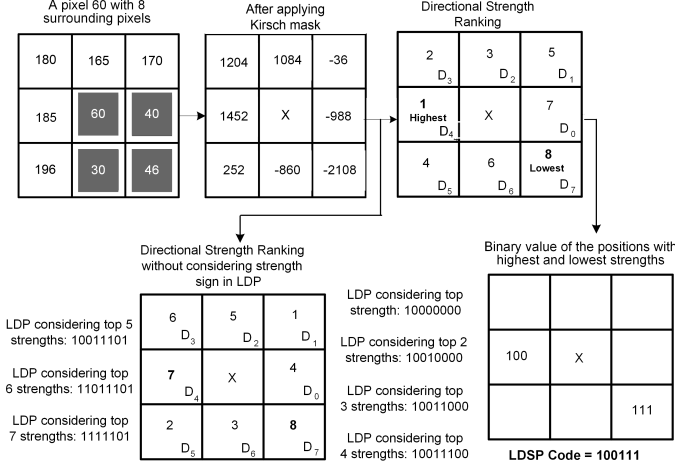 A pixel 60 with 8
surrounding pixels
180 165 170
185 60 40
196 30 46
After applying
Kirsch mask
1204 1084 -36
1452 X -988
252 -860 -2108
Directional Strength
Ranking
2 3 5
D3 D2 D1
1
Highest
X 7
D4 D0
4 6 8
Lowest
D5 D6 D7
Directional Strength Ranking
without considering strength
sign in LDP
6 5 1
D3 D2 D1
7 X 4
D4 D0
2 3 8
D5 D6 D7
LDP considering top 5
strengths: 10011101
LDP considering top
6 strengths: 11011101
LDP considering top
7 strengths: 1111101
LDP considering top
strength: 10000000
LDP considering top 2
strengths: 10010000
LDP considering top
3 strengths: 10011000
LDP considering top
4 strengths: 10011100
Binary value of the positions with
highest and lowest strengths
100 X
111
LDSP Code = 100111